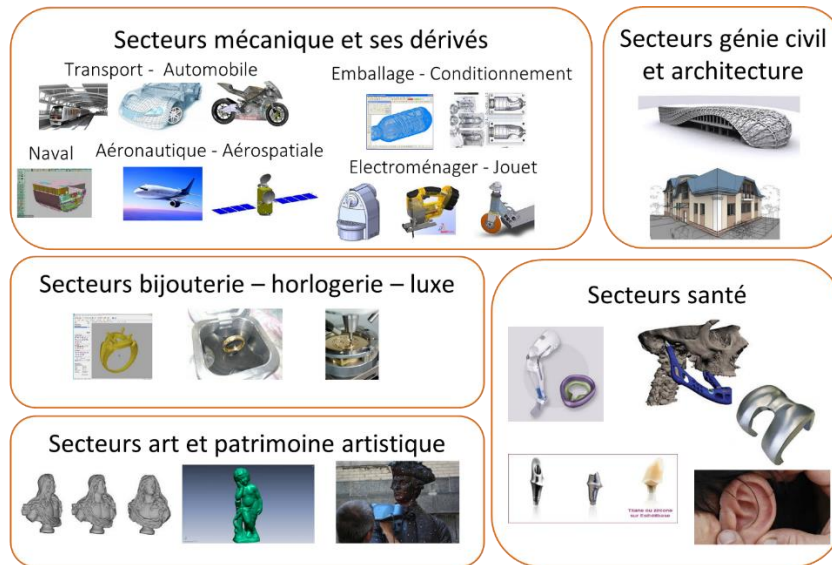 Secteurs mécanique et ses dérivés
Transport - Automobile
Emballage - Conditionnement
Naval
Aéronautique - Aérospatiale
Electroménager - Jouet
Secteurs génie civil
et architecture
Secteurs bijouterie – horlogerie – luxe
Secteurs santé
Secteurs art et patrimoine artistique